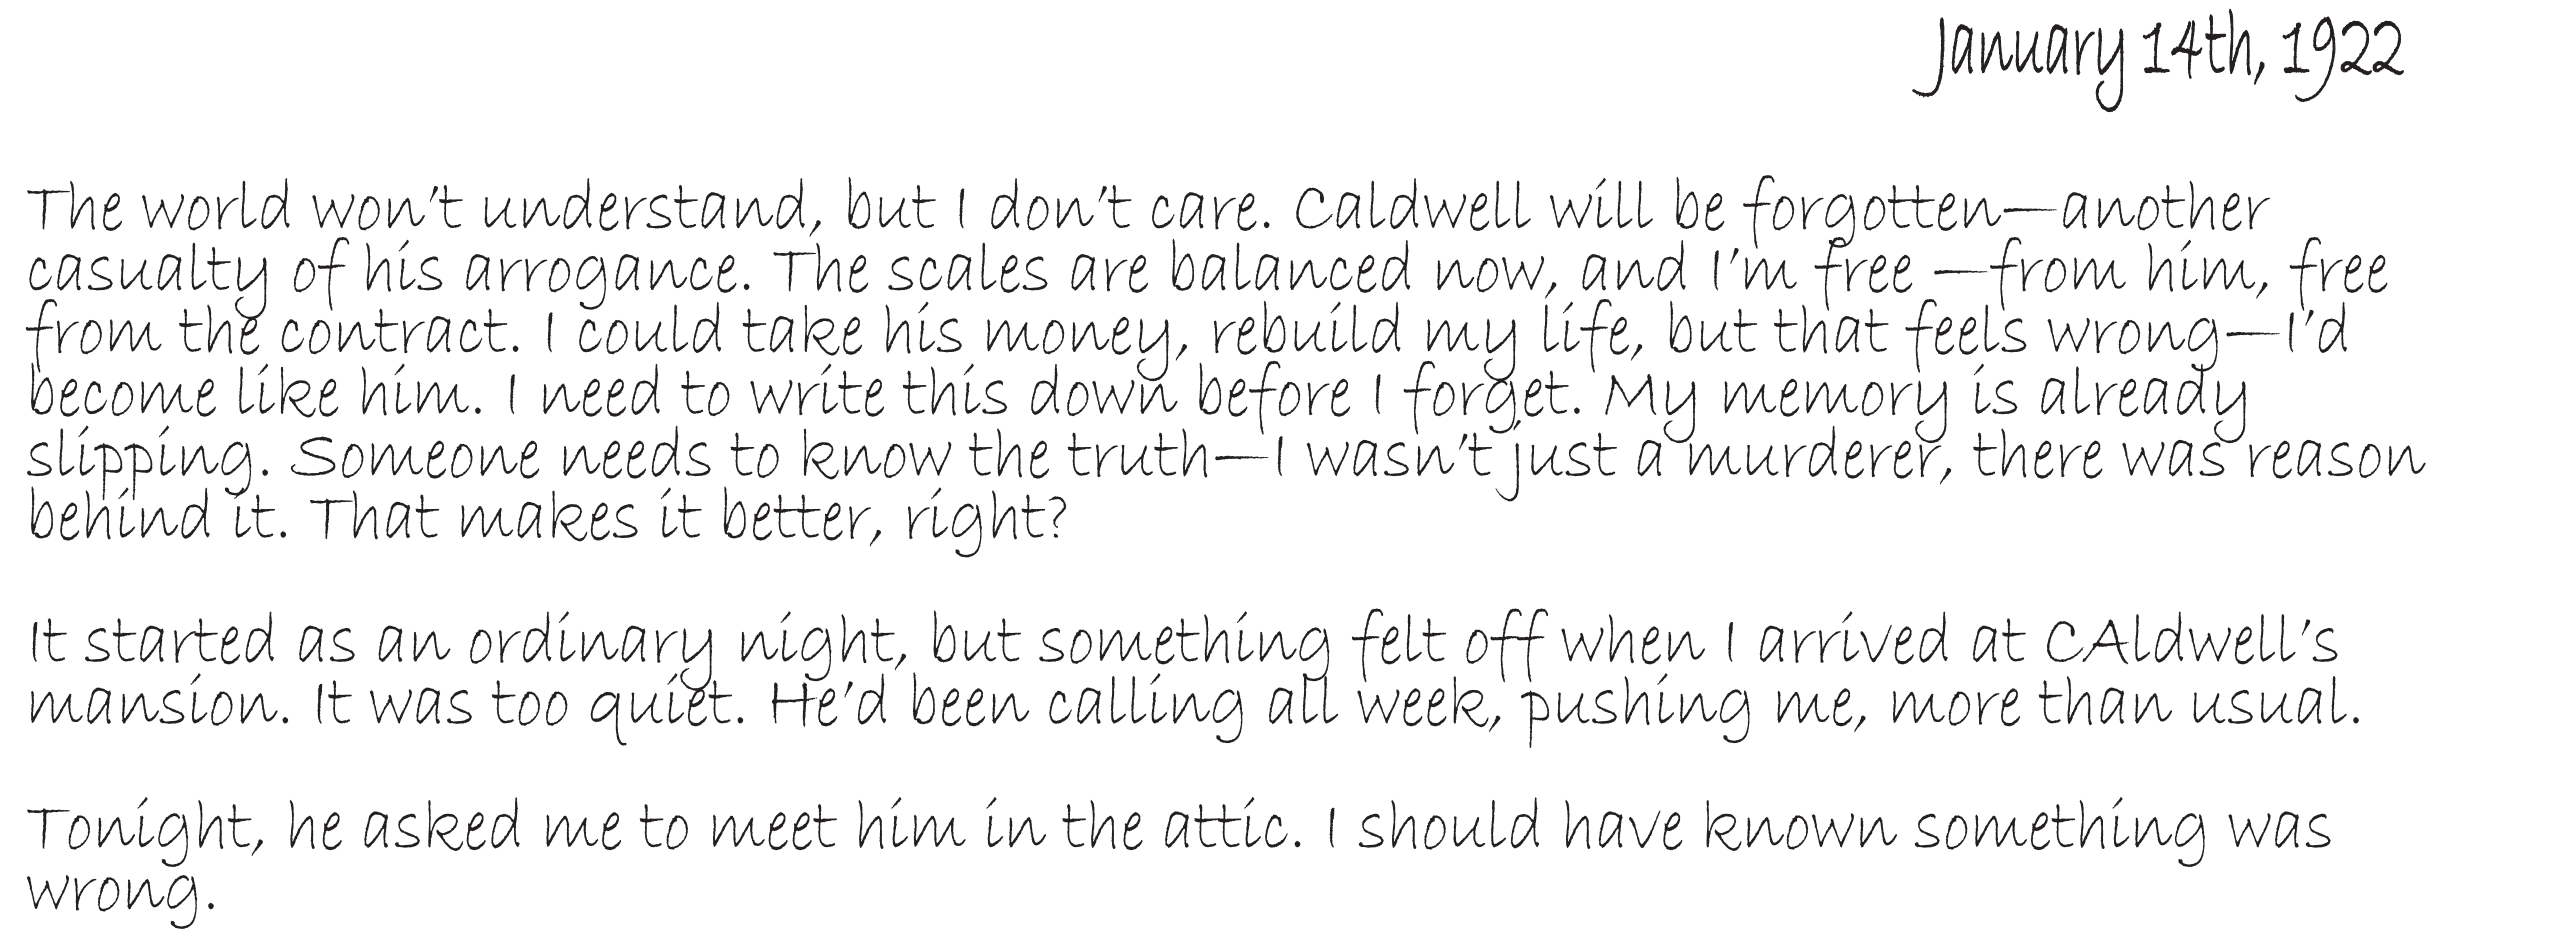 January 14th, 1922
The world won't understand, but I don't care. Caldwell will be forgotten—another
casualty of his arrogance. The scales are balanced now, and I'm free —from him, free
from the contract. I could take his money, rebuild my life, but that feels wrong—I'd
become like him. I need to write this down before I forget. My memory is already
slipping. Someone needs to know the truth—I wasn't just a murderer, there was reason
behind it. That makes it better, right?
It started as an ordinary night, but something felt off when I arrived at CAldwell's
mansion. It was too quiet. He'd been calling all week, pushing me, more than usual.
Tonight, he asked me to meet him in the attic. I should have known something was
wrong.